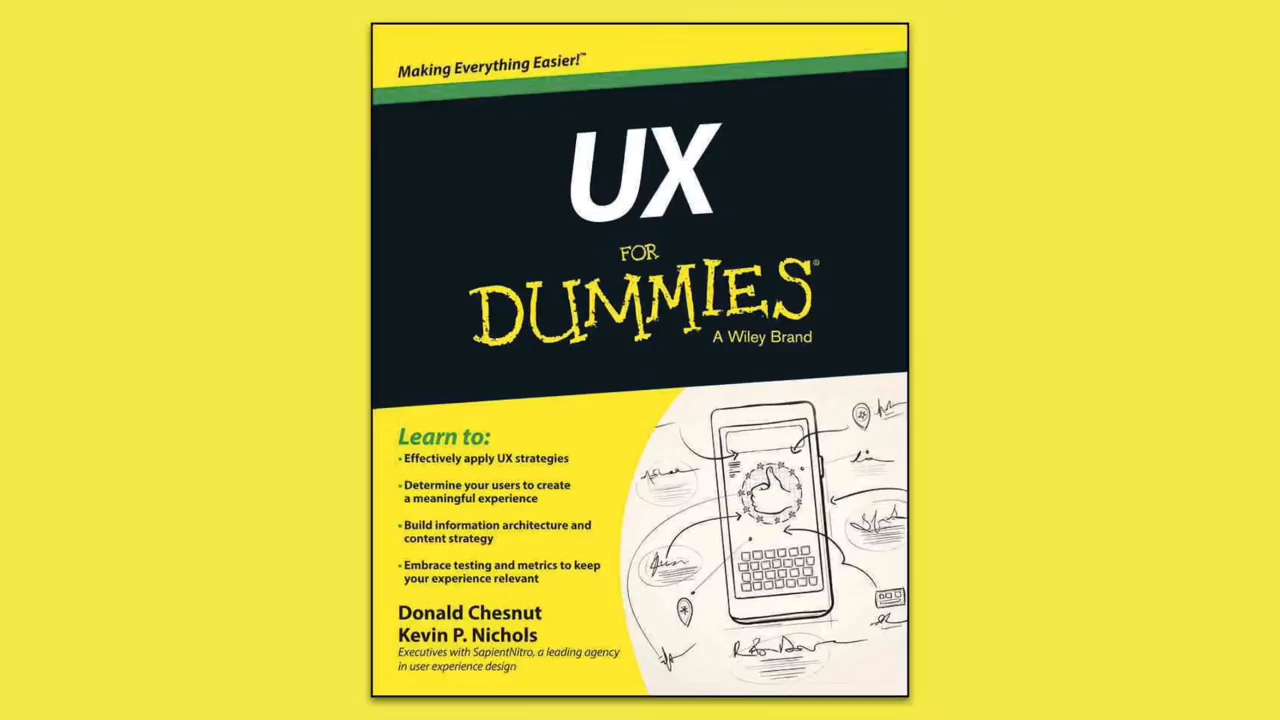 Making Everything Easier!™
UX
FOR
DUMMIES®
A Wiley Brand
Learn to:
• Effectively apply UX strategies
• Determine your users to create
a meaningful experience
• Build information architecture and
content strategy
• Embrace testing and metrics to keep
your experience relevant
Donald Chesnut
Kevin P. Nichols
Executives with SapientNitro, a leading agency
in user experience design